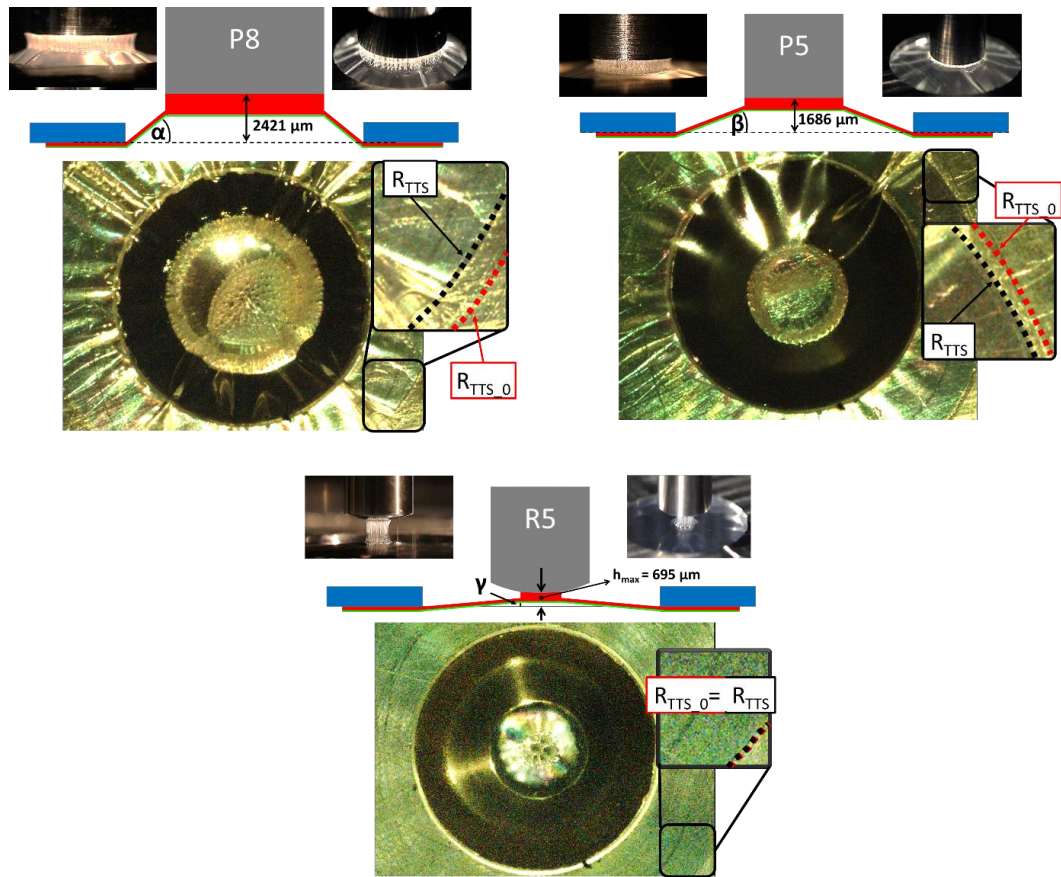 P8
α
2421 µm
R_TTS
R_TTS_0
P5
β
1686 µm
R_TTS_0
R_TTS
R5
γ
h_max = 695 µm
R_TTS_0= R_TTS